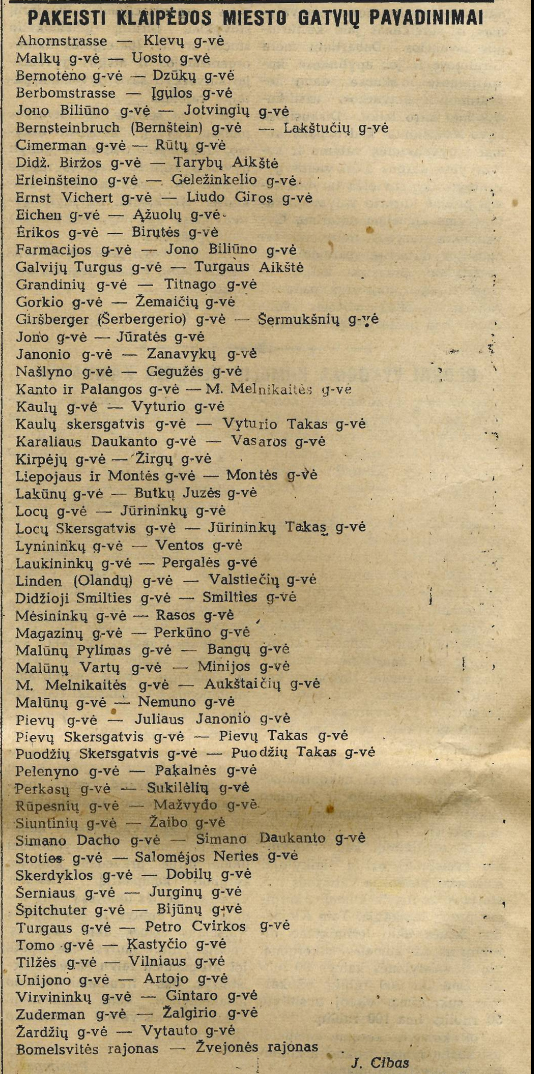 PAKEISTI KLAIPĖDOS MIESTO GATVIŲ PAVADINIMAI
Ahornstrasse — Klevų g-vė
Malkų g-vė — Uosto g-vė
Bernotėno g-vė — Dzūkų g-vė
Berbomstrasse — Įgulos g-vė
Jono Biliūno g-vė — Jotvingių g-vė
Bernsteinbruch (Bernštein) g-vė — Lakštučių g-vė
Cimerman g-vė — Rūtų g-vė
Didž. Biržos g-vė — Tarybų Aikštė
Erleinšteino g-vė — Geležinkelio g-vė
Ernst Vichert g-vė — Liudo Giros g-vė
Eichen g-vė — Ąžuolų g-vė
Ėrikos g-vė — Birutės g-vė
Farmacijos g-vė — Jono Biliūno g-vė
Galvijų Turgus g-vė — Turgaus Aikštė
Grandinių g-vė — Titnago g-vė
Gorkio g-vė — Žemaičių g-vė
Giršberger (Šerbergerio) g-vė — Šermukšnių g-vė
Jono g-vė — Jūratės g-vė
Janonio g-vė — Zanavykų g-vė
Našlyno g-vė — Gegužės g-vė
Kanto ir Palangos g-vė — M. Melnikaitės g-vė
Kaulų g-vė — Vyturio g-vė
Kaulų skersgatvis g-vė — Vyturio Takas g-vė
Karaliaus Daukanto g-vė — Vasaros g-vė
Kirpėjų g-vė — Žirgų g-vė
Liepojaus ir Montės g-vė — Montės g-vė
Lakūnų g-vė — Butkų Juzės g-vė
Locų g-vė — Jūrininkų g-vė
Locų Skersgatvis g-vė — Jūrininkų Takas g-vė
Lynininkų g-vė — Ventos g-vė
Laukininkų g-vė — Pergalės g-vė
Linden (Olandų) g-vė — Valstiečių g-vė
Didžioji Smilties g-vė — Smilties g-vė
Mėsininkų g-vė — Rasos g-vė
Magazinų g-vė — Perkūno g-vė
Malūnų Pylimas g-vė — Bangų g-vė
Malūnų Vartų g-vė — Minijos g-vė
M. Melnikaitės g-vė — Aukštaičių g-vė
Malūnų g-vė — Nemuno g-vė
Pievų g-vė — Juliaus Janonio g-vė
Pievų Skersgatvis g-vė — Pievų Takas g-vė
Puodžių Skersgatvis g-vė — Puodžių Takas g-vė
Pelenyno g-vė — Pakalnės g-vė
Perkasų g-vė — Sukilėlių g-vė
Rūpesnių g-vė — Mažvydo g-vė
Siuntinių g-vė — Žaibo g-vė
Simano Dacho g-vė — Simano Daukanto g-vė
Stoties g-vė — Salomėjos Neries g-vė
Skerdyklos g-vė — Dobilų g-vė
Šerniaus g-vė — Jurginų g-vė
Špitchuter g-vė — Bijūnų g-vė
Turgaus g-vė — Petro Cvirkos g-vė
Tomo g-vė — Kastyčio g-vė
Tilžės g-vė — Vilniaus g-vė
Unijono g-vė — Artojo g-vė
Virvininkų g-vė — Gintaro g-vė
Zuderman g-vė — Žalgirio g-vė
Žardžių g-vė — Vytauto g-vė
Bomelsvitės rajonas — Žvejonės rajonas
J. Cibas